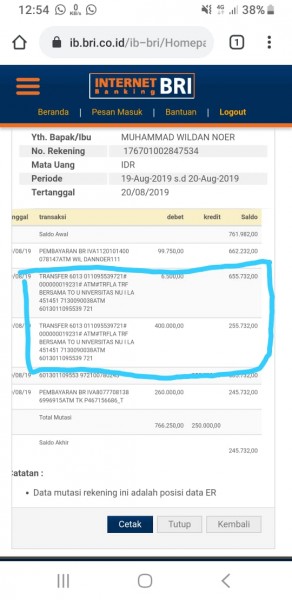 12:54
4G
38%
ib.bri.co.id/ib-bri/Homepa
1
INTERNET BRI
Banking
Beranda | Pesan Masuk | Bantuan | Logout
Yth. Bapak/Ibu MUHAMMAD WILDAN NOER
No. Rekening 176701002847534
Mata Uang IDR
Periode 19-Aug-2019 s.d 20-Aug-2019
Tertanggal 20/08/2019
nggal transaksi debet kredit Saldo
Saldo Awal 761.982,00
/08/19 PEMBAYARAN BR IVA1120101400 99.750,00 662.232,00
078147ATM WIL DANNOER111
/08/19 TRANSFER 6013 011095539721# 6.500,00 655.732,00
000000019231# ATM#TRFLA TRF
BERSAMA TO U NIVERSITAS NU I LA
451451 7130090038ATM
6013011095539 721
/08/19 TRANSFER 6013 011095539721# 400.000,00 255.732,00
000000019231# ATM#TRFLA TRF
BERSAMA TO U NIVERSITAS NU I LA
451451 7130090038ATM
6013011095539 721
/08/19
601301109553 972100785295
/08/19 PEMBAYARAN BR IVA8077708138 260.000,00 245.732,00
6996915ATM TK P467156686_T
Total Mutasi
766.250,00 250.000,00
Saldo Akhir
245.732,00
Catatan :
• Data mutasi rekening ini adalah posisi data ER
Cetak Tutup Kembali